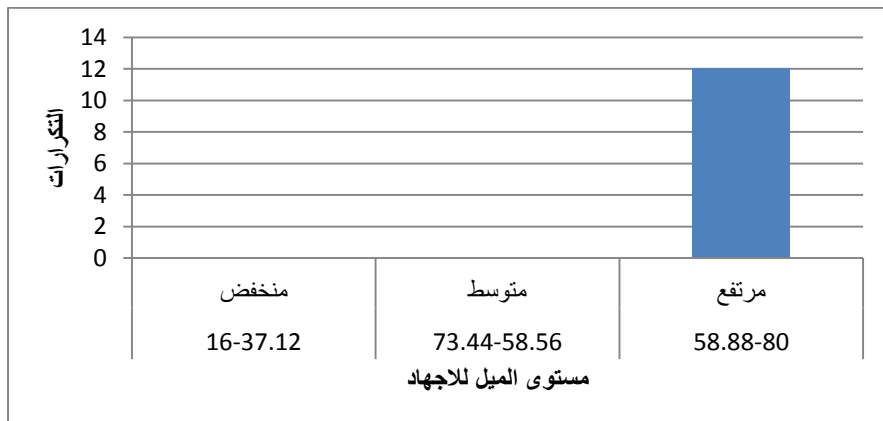 14
12
10
8
6
4
2
0
التكرارات
منخفض
متوسط
مرتفع
16-37.12
73.44-58.56
58.88-80
مستوى الميل للاجهاد